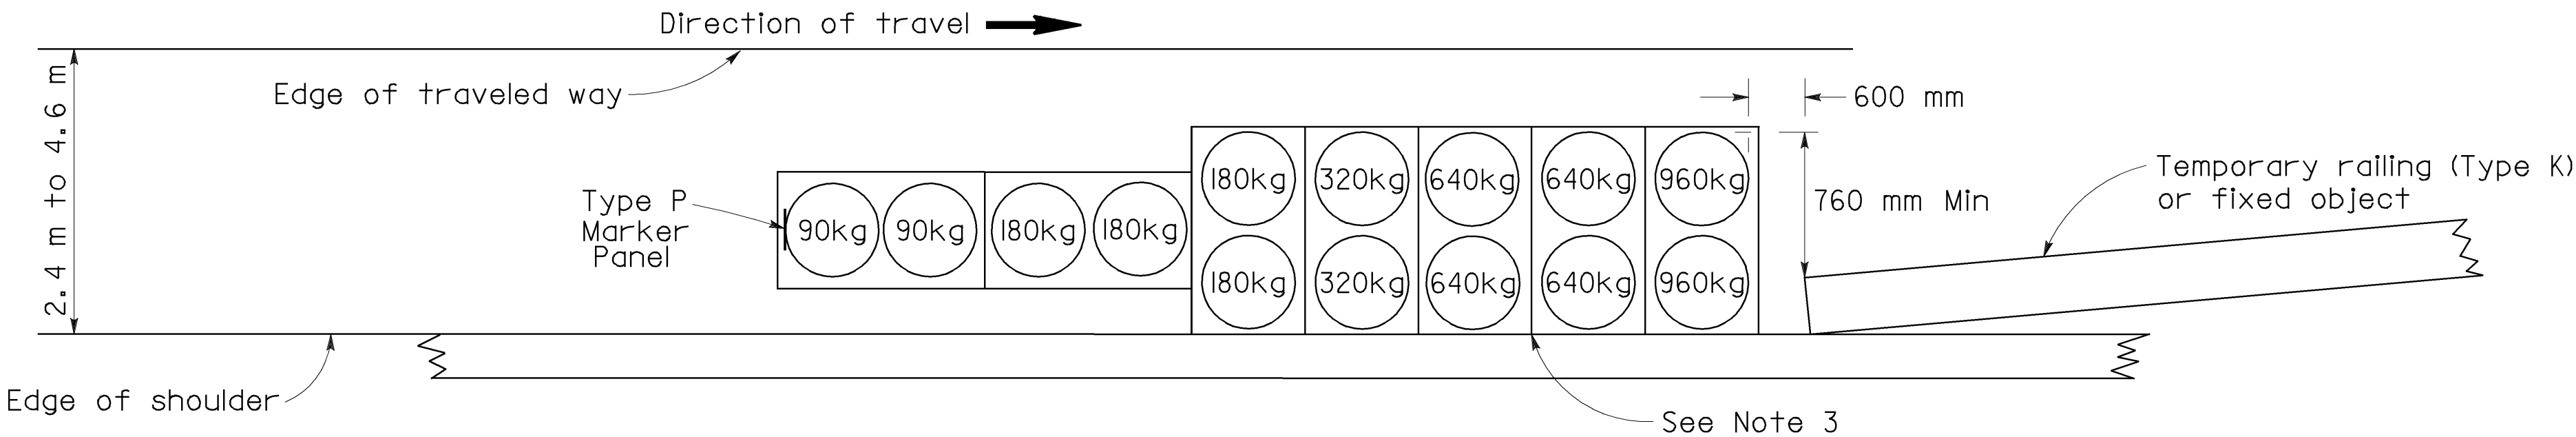 Direction of travel
2.4 m to 4.6 m
Edge of traveled way
600 mm
Type P
Marker
Panel
90kg 90kg 180kg 180kg
180kg 320kg 640kg 640kg 960kg
180kg 320kg 640kg 640kg 960kg
760 mm Min
Temporary railing (Type K)
or fixed object
Edge of shoulder
See Note 3